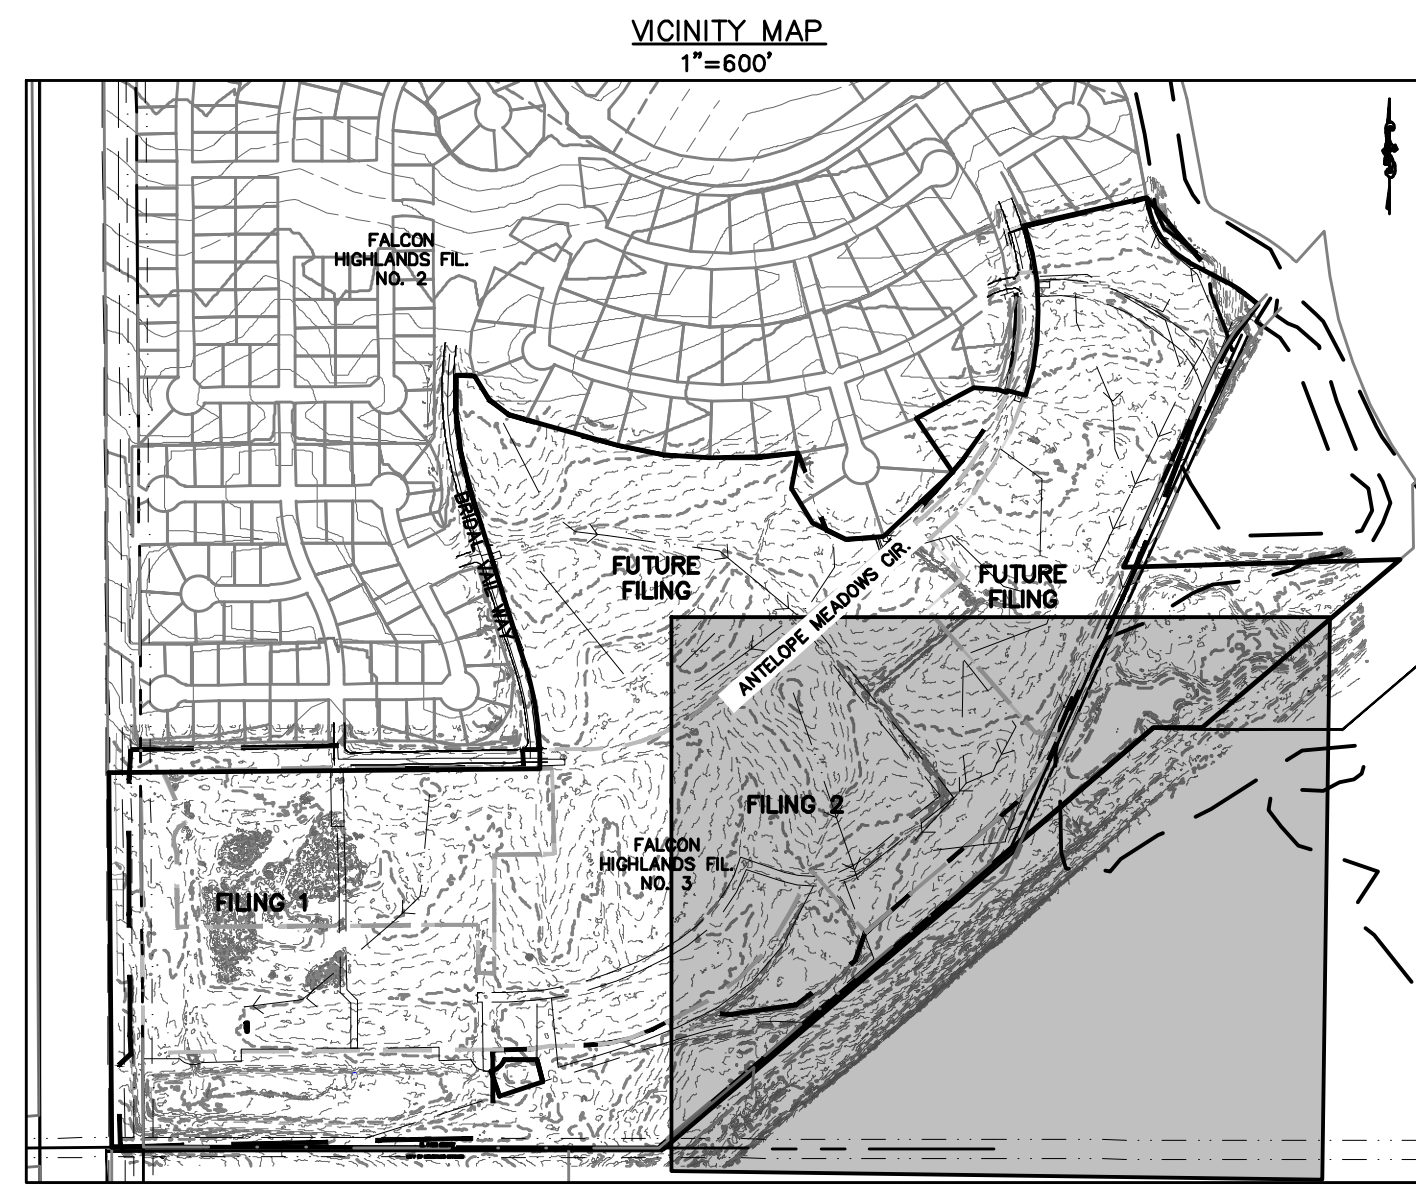 VICINITY MAP
1"=600'
FALCON
HIGHLANDS FIL.
NO. 2
BRIDAL VAIL WAY
FUTURE
FILING
ANTELOPE MEADOWS CIR.
FUTURE
FILING
FILING 2
FALCON
HIGHLANDS FIL.
NO. 3
FILING 1